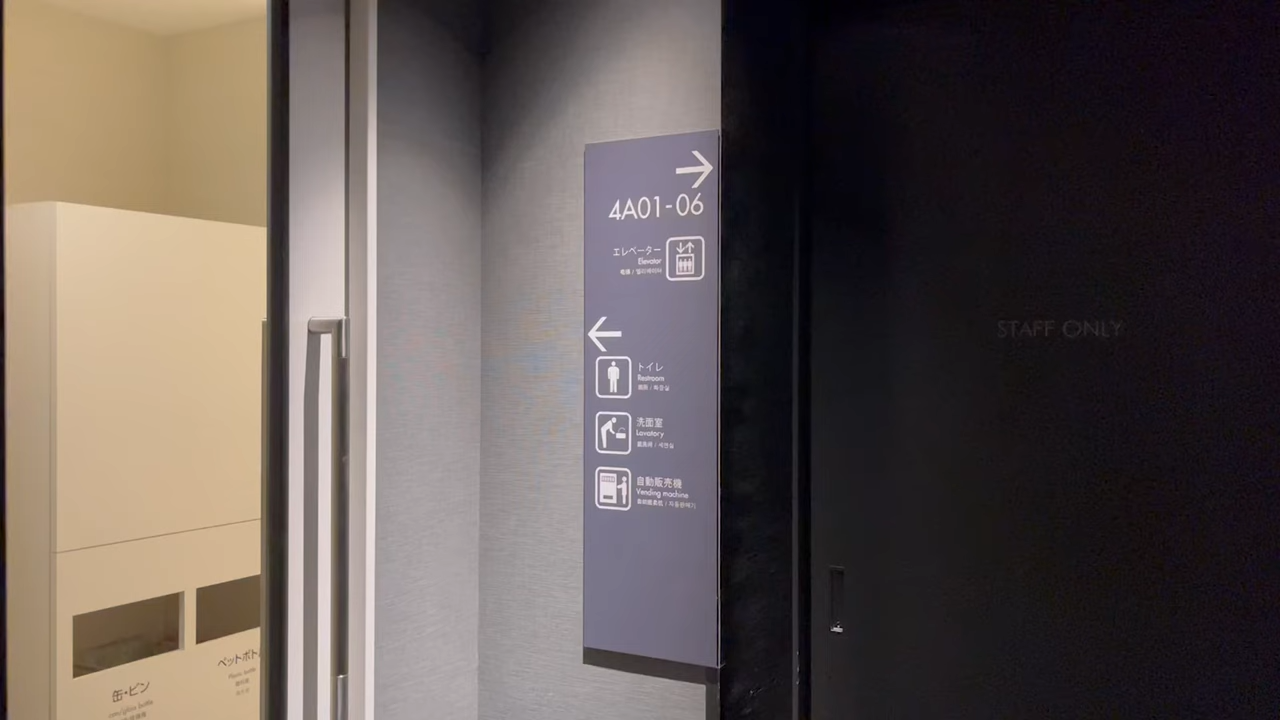 4A01-06
エレベーター
Elevator
トイレ
Restroom
洗面室
Lavatory
自動販売機
Vending machine
STAFF ONLY
缶・ビン
ペットボト